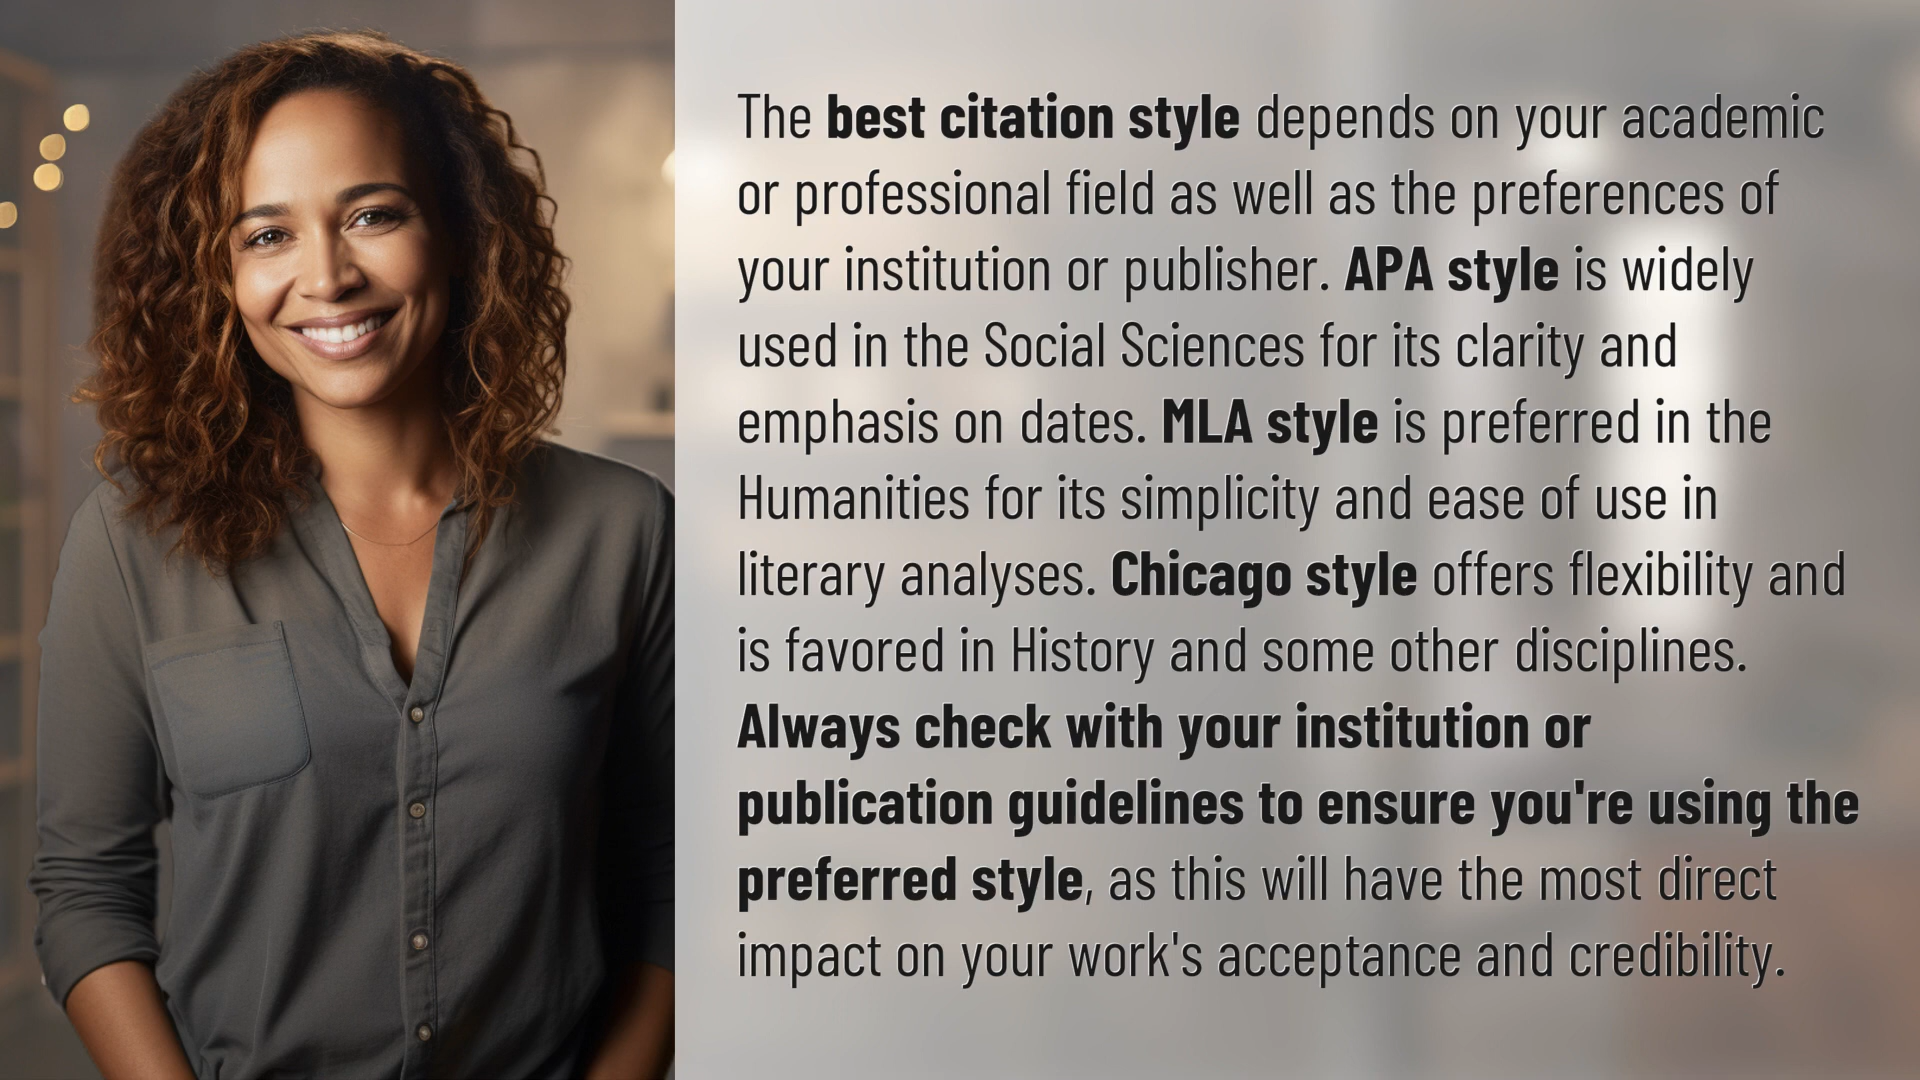 The best citation style depends on your academic
or professional field as well as the preferences of
your institution or publisher. APA style is widely
used in the Social Sciences for its clarity and
emphasis on dates. MLA style is preferred in the
Humanities for its simplicity and ease of use in
literary analyses. Chicago style offers flexibility and
is favored in History and some other disciplines.
Always check with your institution or
publication guidelines to ensure you're using the
preferred style, as this will have the most direct
impact on your work's acceptance and credibility.